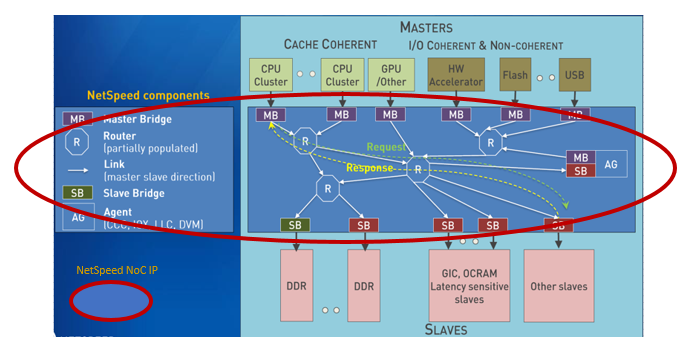 MASTERS
CACHE COHERENT
I/O COHERENT & NON-COHERENT
CPU
Cluster
CPU
Cluster
GPU
/Other
HW
Accelerator
Flash
USB
NetSpeed components
MB Master Bridge
R Router
(partially populated)
Link
(master slave direction)
SB Slave Bridge
AG Agent
LLC, DVM)
MB
MB
MB
MB
MB
MB
R
R
Request
MB
SB
AG
Response
R
R
SB
SB
SB
SB
SB
NetSpeed NoC IP
DDR
DDR
GIC, OCRAM
Latency sensitive
slaves
Other slaves
SLAVES